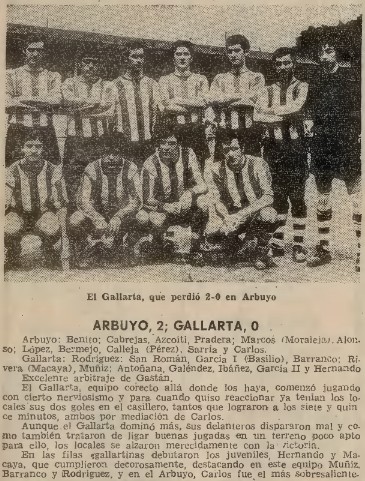 El Gallarta, que perdió 2-0 en Arbuyo
ARBUYO, 2; GALLARTA, 0
Arbuyo: Benito; Cabrejas, Azcoiti, Pradera; Marcos (Moraleja), Alon-
so; López, Bermejo, Calleja (Pérez), Sarria y Carlos.
Gallarta: Rodríguez; San Román, García I (Basilio), Barranco; Ri-
vera (Macaya), Muñiz; Antoñana, Galéndez, Ibáñez, García II y Hernando
Excelente arbitraje de Gastán.
El Gallarta, equipo correcto allá donde los haya, comenzó jugando
con cierto nerviosismo y para cuando quiso reaccionar ya tenían los lo-
cales sus dos goles en el casillero, tantos que lograron a los siete y quin
ce minutos, ambos por mediación de Carlos.
Aunque el Gallarta dominó más, sus delanteros dispararon mal y co
mo también trataron de ligar buenas jugadas en un terreno poco apto
para ello, los locales se alzaron merecidamente con la victoria.
En las filas gallartinas debutaron los juveniles, Hernando y Ma-
caya, que cumplieron decorosamente, destacando en este equipo Muñiz,
Barranco y Rodríguez, y en el Arbuyo, Carlos fue el más sobresaliente.